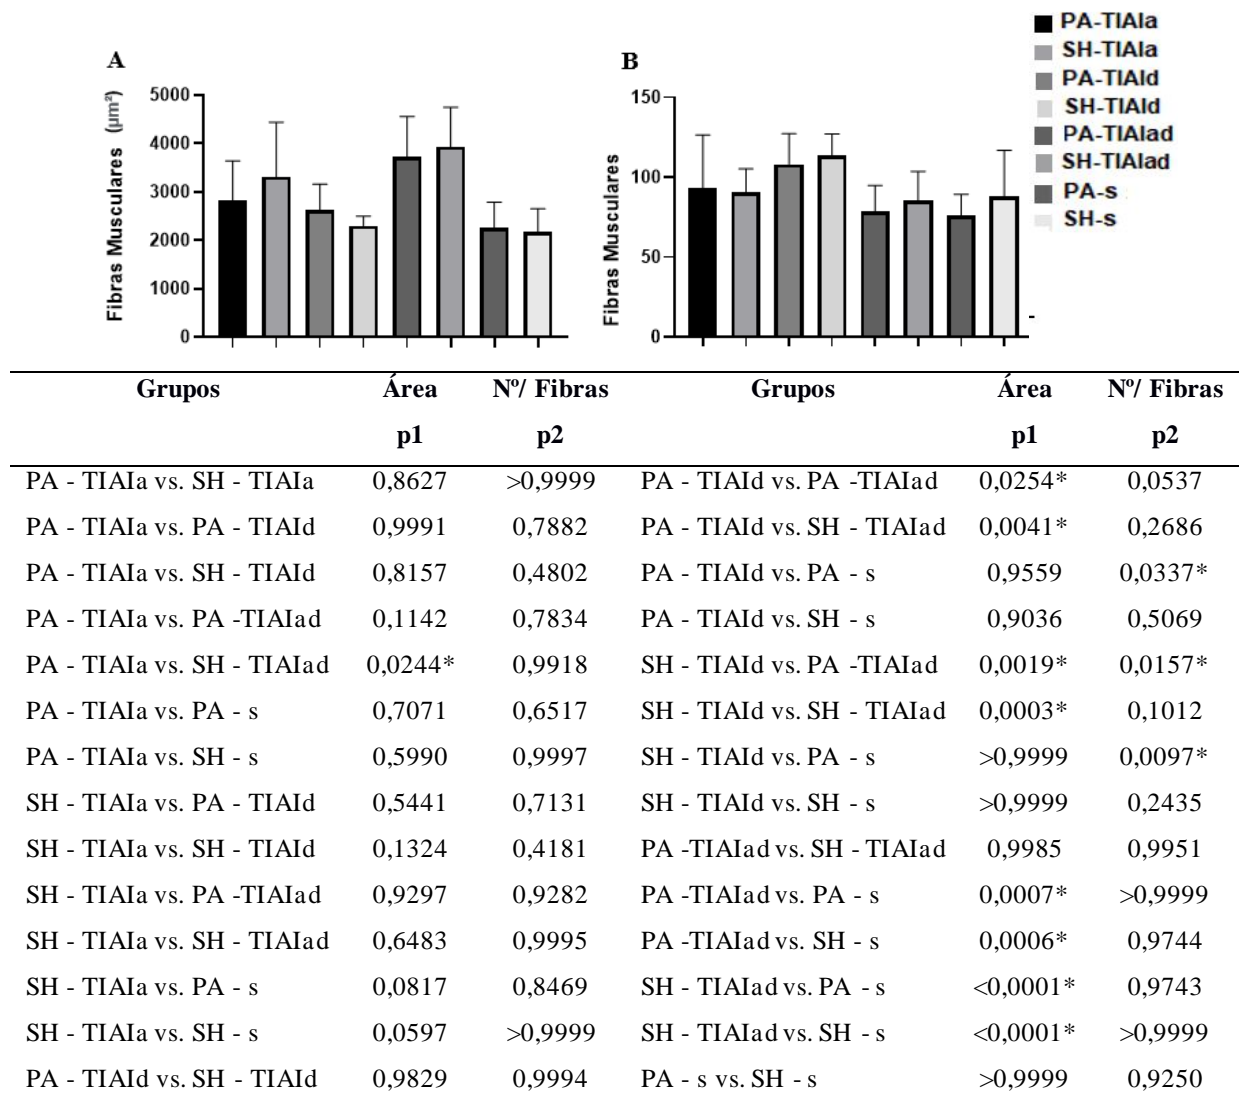 PA-TIAIa
SH-TIAIa
PA-TIAId
SH-TIAId
PA-TIAIad
SH-TIAIad
PA-s
SH-s
A
Fibras Musculares (µm²)
5000
4000
3000
2000
1000
0
B
Fibras Musculares
150
100
50
0
Grupos Área Nº/ Fibras Grupos Área Nº/ Fibras
p1 p2 p1 p2
PA - TIAIa vs. SH - TIAIa 0,8627 >0,9999 PA - TIAId vs. PA -TIAIad 0,0254* 0,0537
PA - TIAIa vs. PA - TIAId 0,9991 0,7882 PA - TIAId vs. SH - TIAIad 0,0041* 0,2686
PA - TIAIa vs. SH - TIAId 0,8157 0,4802 PA - TIAId vs. PA - s 0,9559 0,0337*
PA - TIAIa vs. PA -TIAIad 0,1142 0,7834 PA - TIAId vs. SH - s 0,9036 0,5069
PA - TIAIa vs. SH - TIAIad 0,0244* 0,9918 SH - TIAId vs. PA -TIAIad 0,0019* 0,0157*
PA - TIAIa vs. PA - s 0,7071 0,6517 SH - TIAId vs. SH - TIAIad 0,0003* 0,1012
PA - TIAIa vs. SH - s 0,5990 0,9997 SH - TIAId vs. PA - s >0,9999 0,0097*
SH - TIAIa vs. PA - TIAId 0,5441 0,7131 SH - TIAId vs. SH - s >0,9999 0,2435
SH - TIAIa vs. SH - TIAId 0,1324 0,4181 PA -TIAIad vs. SH - TIAIad 0,9985 0,9951
SH - TIAIa vs. PA -TIAIad 0,9297 0,9282 PA -TIAIad vs. PA - s 0,0007* >0,9999
SH - TIAIa vs. SH - TIAIad 0,6483 0,9995 PA -TIAIad vs. SH - s 0,0006* 0,9744
SH - TIAIa vs. PA - s 0,0817 0,8469 SH - TIAIad vs. PA - s <0,0001* 0,9743
SH - TIAIa vs. SH - s 0,0597 >0,9999 SH - TIAIad vs. SH - s <0,0001* >0,9999
PA - TIAId vs. SH - TIAId 0,9829 0,9994 PA - s vs. SH - s >0,9999 0,9250